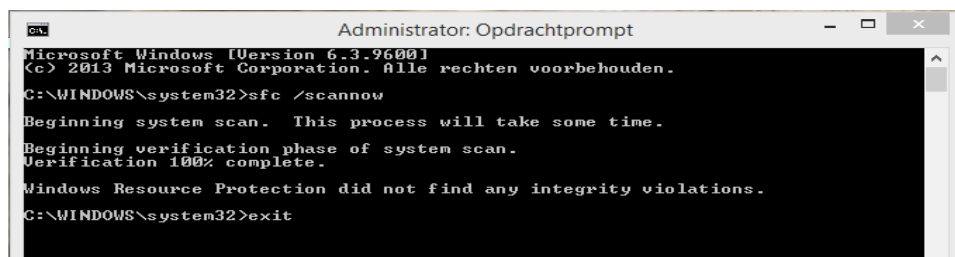 Administrator: Opdrachtprompt
Microsoft Windows [Version 6.3.9600]
(c) 2013 Microsoft Corporation. Alle rechten voorbehouden.
C:\WINDOWS\system32>sfc /scannow
Beginning system scan. This process will take some time.
Beginning verification phase of system scan.
Verification 100% complete.
Windows Resource Protection did not find any integrity violations.
C:\WINDOWS\system32>exit